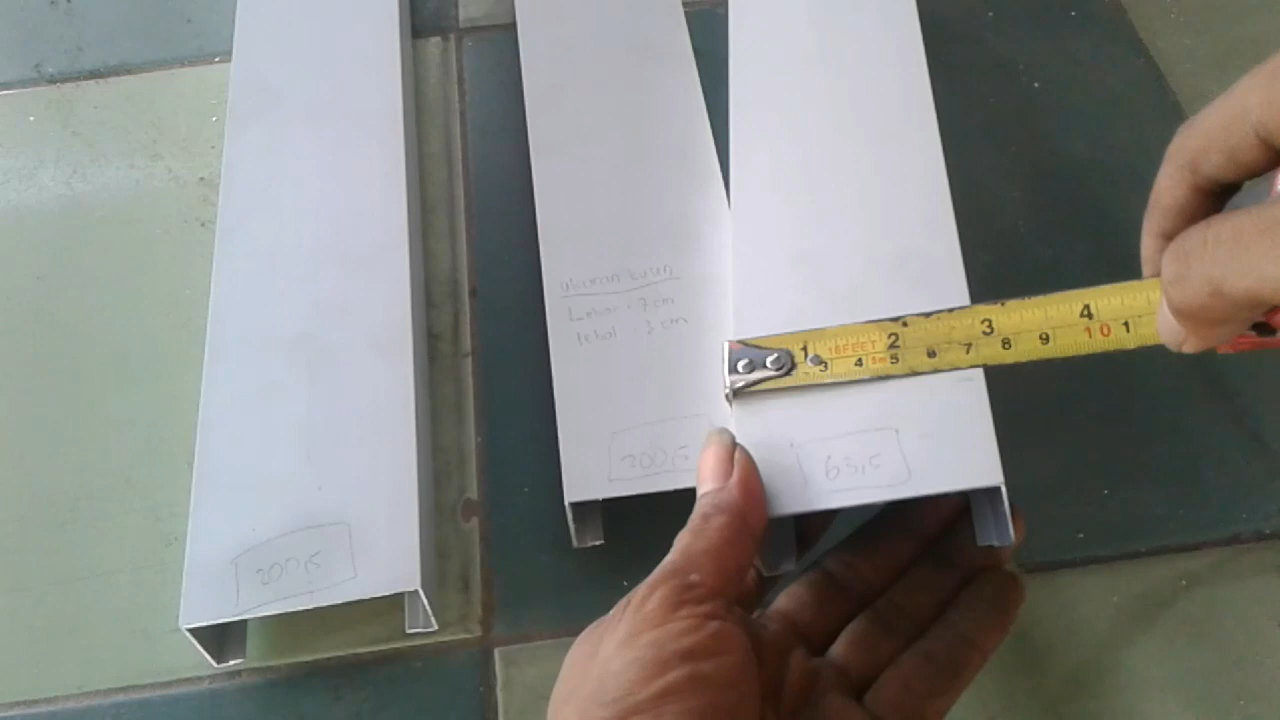 ukuran kusen
Lebar : 7 cm
tebal : 3 cm
1 16FEET 2 3 4
3 4 5m 5 6 7 8 9 10 1
200,5
63,5
200,5